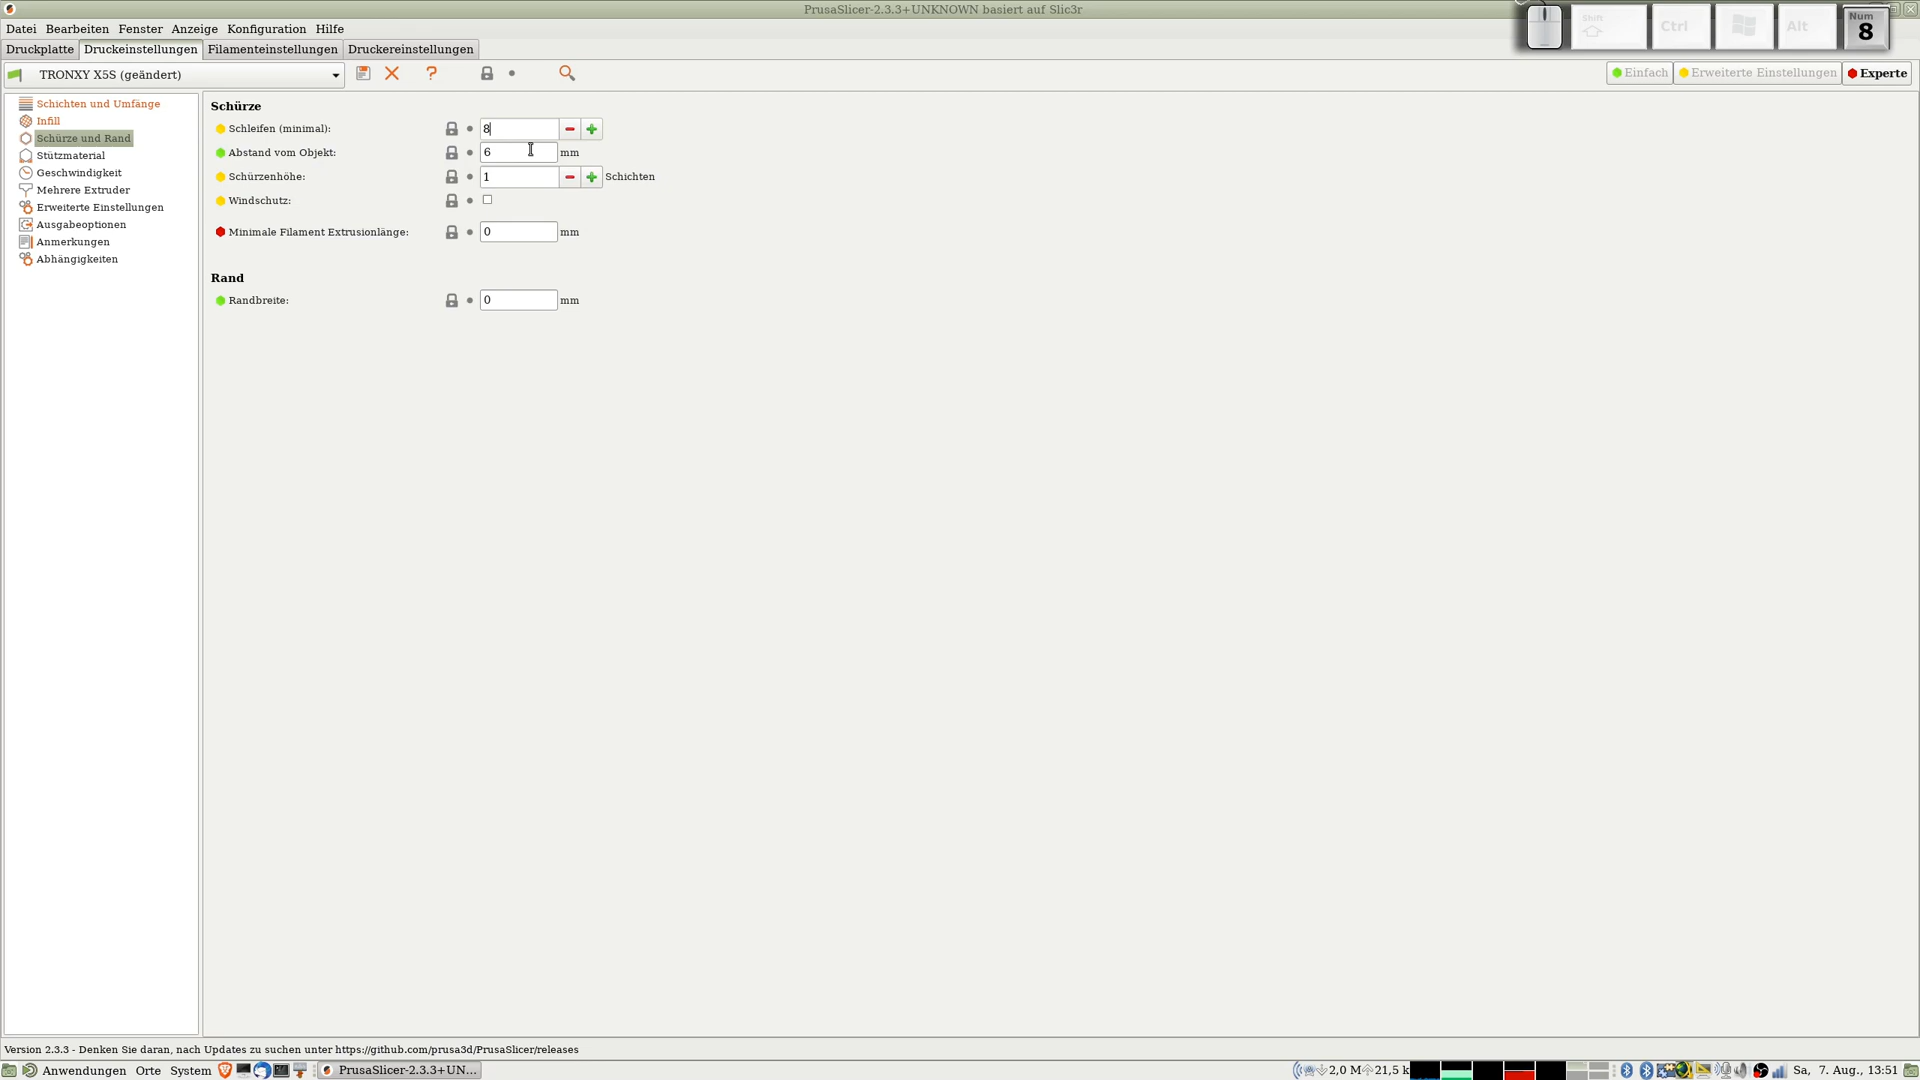 PrusaSlicer-2.3.3+UNKNOWN basiert auf Slic3r
Datei Bearbeiten Fenster Anzeige Konfiguration Hilfe
Shift Ctrl Alt Num 8
Druckplatte Druckeinstellungen Filamenteinstellungen Druckereinstellungen
TRONXY X5S (geändert)
Einfach Erweiterte Einstellungen Experte
Schichten und Umfänge
Infill
Schürze und Rand
Stützmaterial
Geschwindigkeit
Mehrere Extruder
Erweiterte Einstellungen
Ausgabeoptionen
Anmerkungen
Abhängigkeiten
Schürze
Schleifen (minimal): 8
Abstand vom Objekt: 6 mm
Schürzenhöhe: 1 Schichten
Windschutz:
Minimale Filament Extrusionlänge: 0 mm
Rand
Randbreite: 0 mm
Version 2.3.3 - Denken Sie daran, nach Updates zu suchen unter https://github.com/prusa3d/PrusaSlicer/releases
Anwendungen Orte System PrusaSlicer-2.3.3+UN... 2,0 M 21,5 k Sa, 7. Aug., 13:51